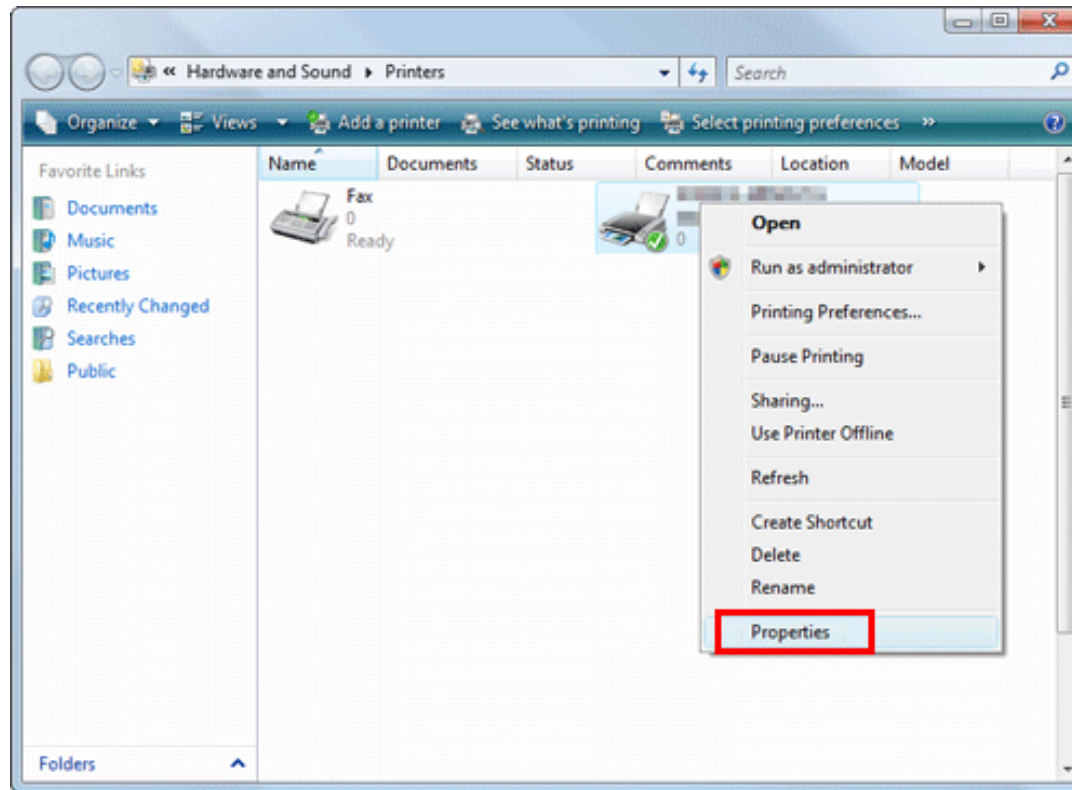 « Hardware and Sound ▸ Printers
Search
Organize Views Add a printer See what's printing Select printing preferences »
Favorite Links
Documents
Music
Pictures
Recently Changed
Searches
Public
Folders
Name Documents Status Comments Location Model
Fax
0
Ready
0
Open
Run as administrator
Printing Preferences...
Pause Printing
Sharing...
Use Printer Offline
Refresh
Create Shortcut
Delete
Rename
Properties